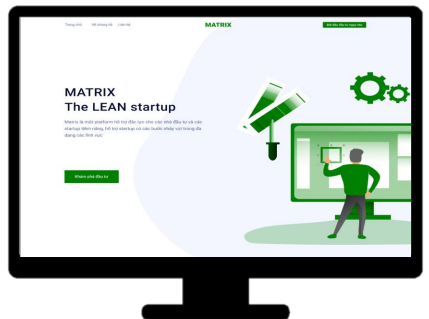 Trang chủ Về chúng tôi Liên hệ MATRIX Bắt đầu đầu tư ngay nào
MATRIX
The LEAN startup
Matrix là một platform hỗ trợ đắc lực cho các nhà đầu tư và các
startup tiềm năng, hỗ trợ startup có các bước nhảy vọt trong đa
dạng các lĩnh vực
Khám phá đầu tư